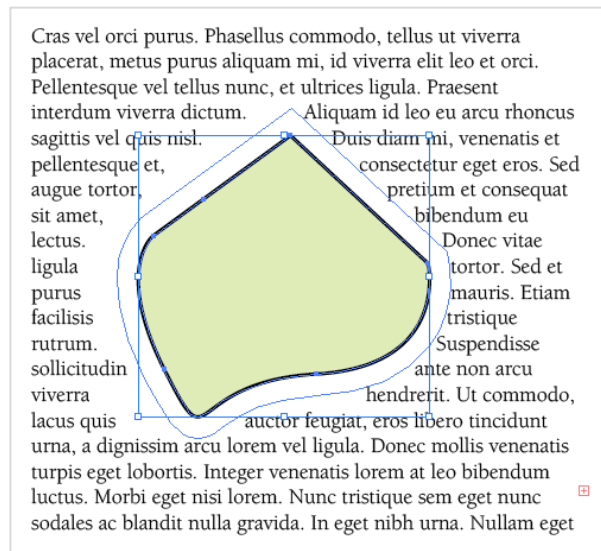 Cras vel orci purus. Phasellus commodo, tellus ut viverra
placerat, metus purus aliquam mi, id viverra elit leo et orci.
Pellentesque vel tellus nunc, et ultrices ligula. Praesent
interdum viverra dictum. Aliquam id leo eu arcu rhoncus
sagittis vel quis nisl. Duis diam mi, venenatis et
pellentesque et, consectetur eget eros. Sed
augue tortor, pretium et consequat
sit amet, bibendum eu
lectus. Donec vitae
ligula tortor. Sed et
purus mauris. Etiam
facilisis tristique
rutrum. Suspendisse
sollicitudin ante non arcu
viverra hendrerit. Ut commodo,
lacus quis auctor feugiat, eros libero tincidunt
urna, a dignissim arcu lorem vel ligula. Donec mollis venenatis
turpis eget lobortis. Integer venenatis lorem at leo bibendum
luctus. Morbi eget nisi lorem. Nunc tristique sem eget nunc
sodales ac blandit nulla gravida. In eget nibh urna. Nullam eget